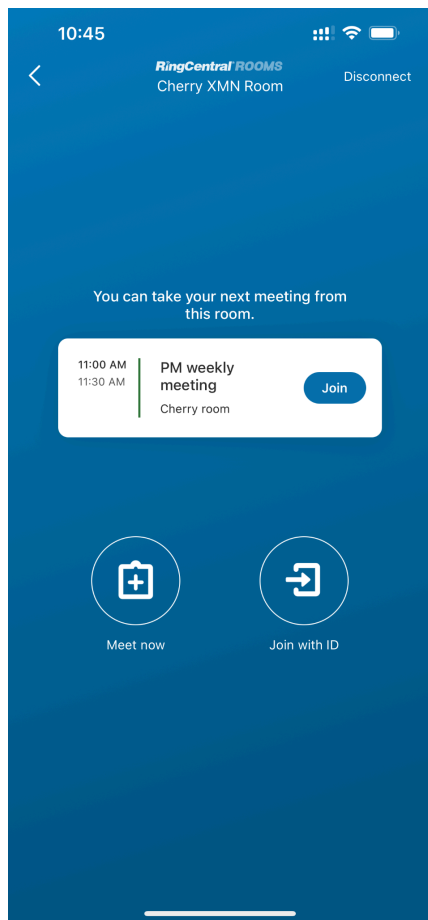 10:45
RingCentral ROOMS
Cherry XMN Room
Disconnect
You can take your next meeting from
this room.
11:00 AM
11:30 AM
PM weekly
meeting
Cherry room
Join
Meet now
Join with ID